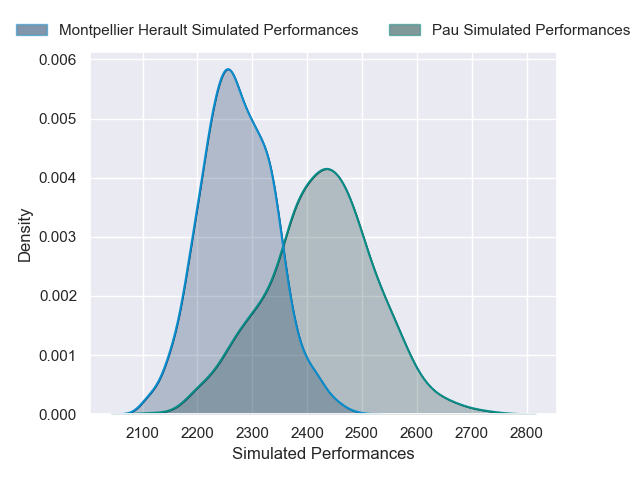 Montpellier Herault Simulated Performances
Pau Simulated Performances
0.006
0.005
0.004
0.003
0.002
0.001
0.000
Density
2100 2200 2300 2400 2500 2600 2700 2800
Simulated Performances